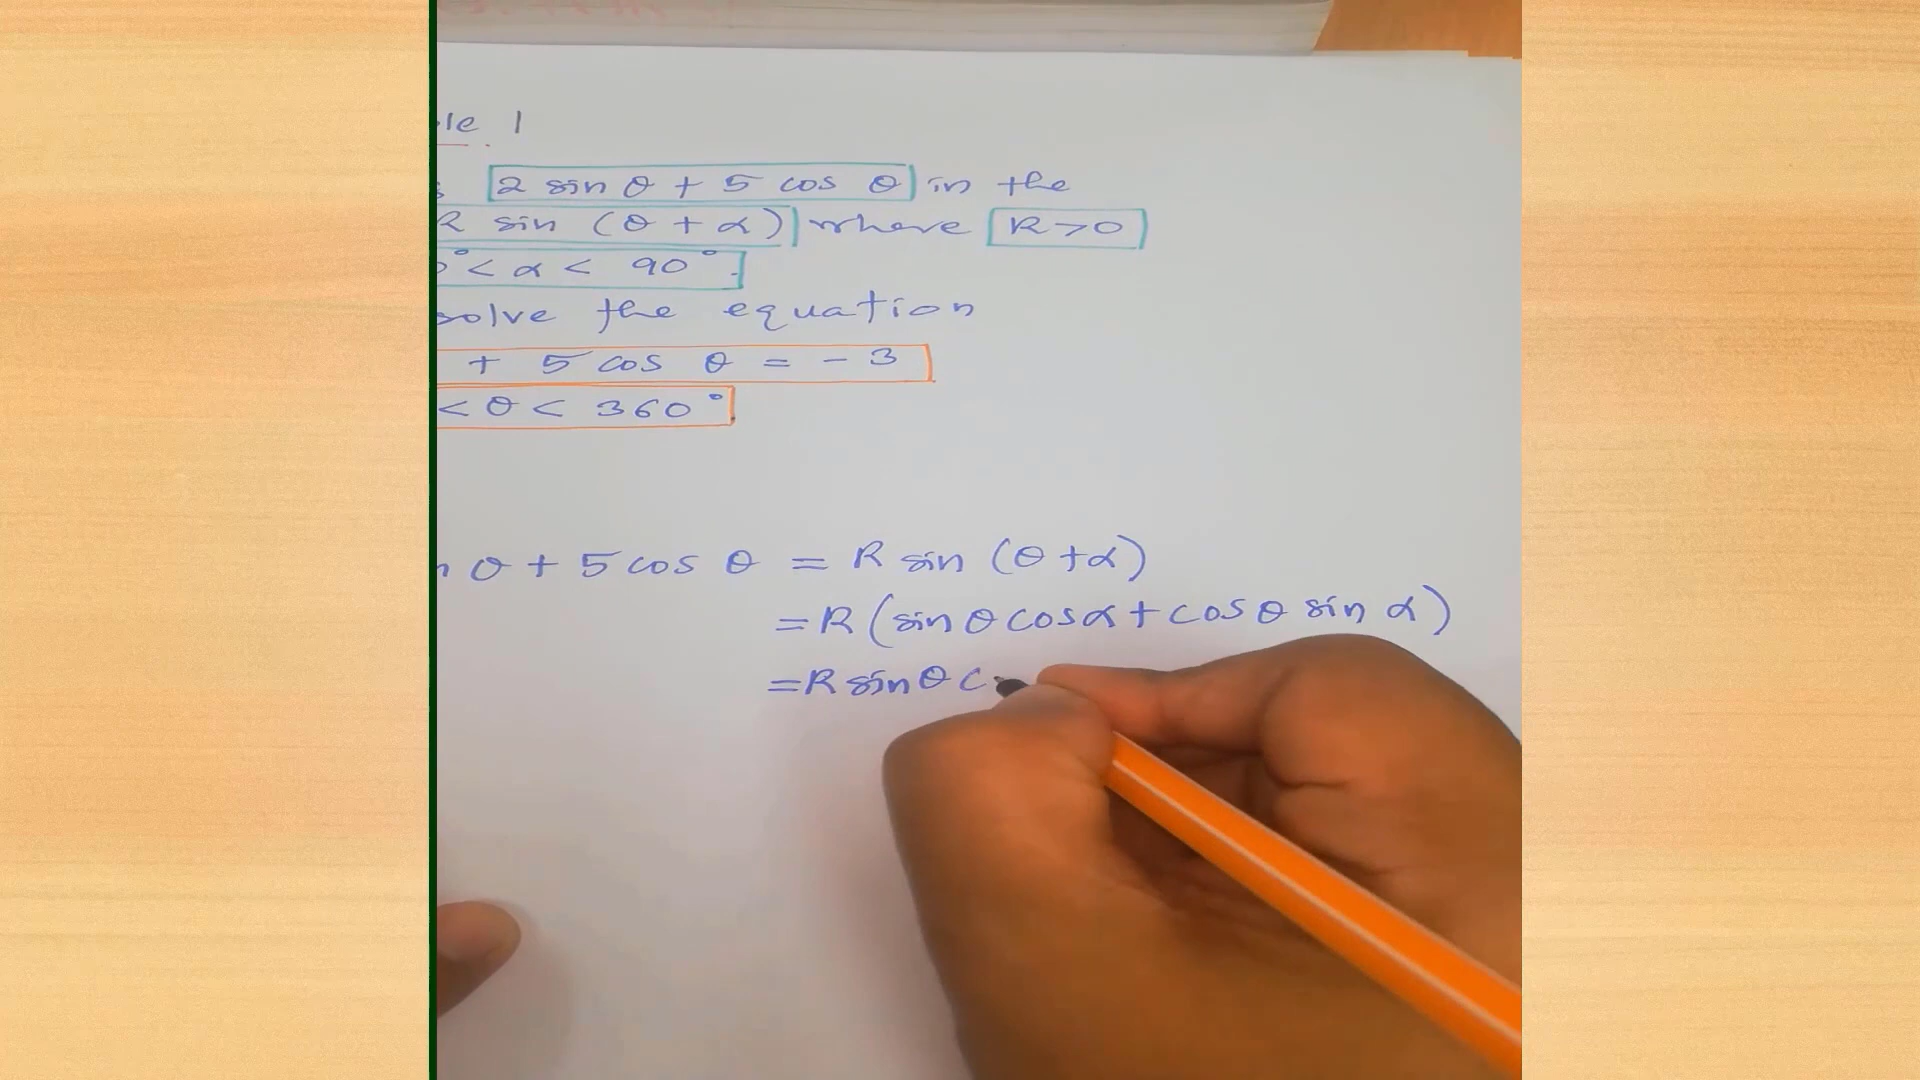 le 1
2 sin θ + 5 cos θ in the
R sin (θ + α) where R > 0
0° < α < 90°.
solve the equation
+ 5 cos θ = - 3
< θ < 360°
θ + 5 cos θ = R sin (θ + α)
= R (sin θ cos α + cos θ sin α)
= R sin θ c